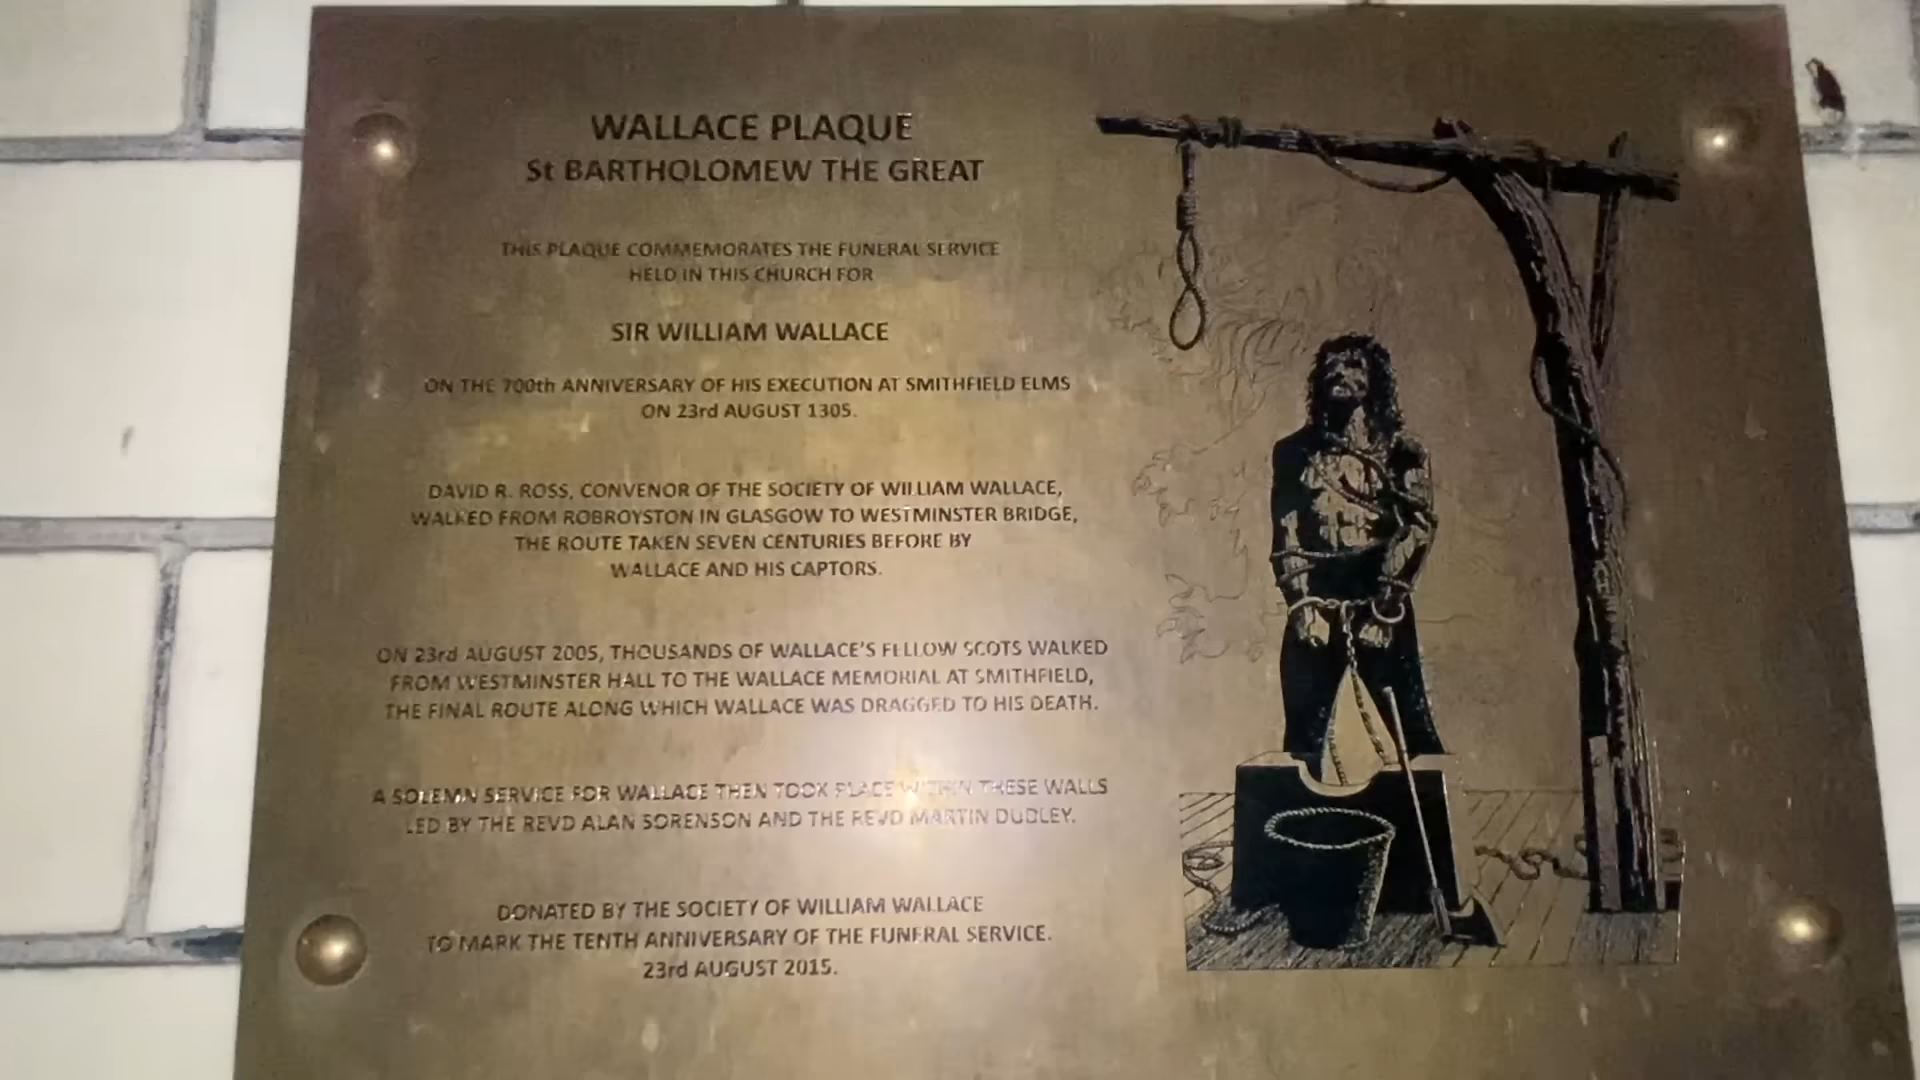 WALLACE PLAQUE
St BARTHOLOMEW THE GREAT
THIS PLAQUE COMMEMORATES THE FUNERAL SERVICE
HELD IN THIS CHURCH FOR
SIR WILLIAM WALLACE
ON THE 700th ANNIVERSARY OF HIS EXECUTION AT SMITHFIELD ELMS
ON 23rd AUGUST 1305.
DAVID R. ROSS, CONVENOR OF THE SOCIETY OF WILLIAM WALLACE,
WALKED FROM ROBROYSTON IN GLASGOW TO WESTMINSTER BRIDGE,
THE ROUTE TAKEN SEVEN CENTURIES BEFORE BY
WALLACE AND HIS CAPTORS.
ON 23rd AUGUST 2005, THOUSANDS OF WALLACE'S FELLOW SCOTS WALKED
FROM WESTMINSTER HALL TO THE WALLACE MEMORIAL AT SMITHFIELD,
THE FINAL ROUTE ALONG WHICH WALLACE WAS DRAGGED TO HIS DEATH.
A SOLEMN SERVICE FOR WALLACE THEN TOOK PLACE WITHIN THESE WALLS
LED BY THE REVD ALAN SORENSON AND THE REVD MARTIN DUDLEY.
DONATED BY THE SOCIETY OF WILLIAM WALLACE
TO MARK THE TENTH ANNIVERSARY OF THE FUNERAL SERVICE.
23rd AUGUST 2015.